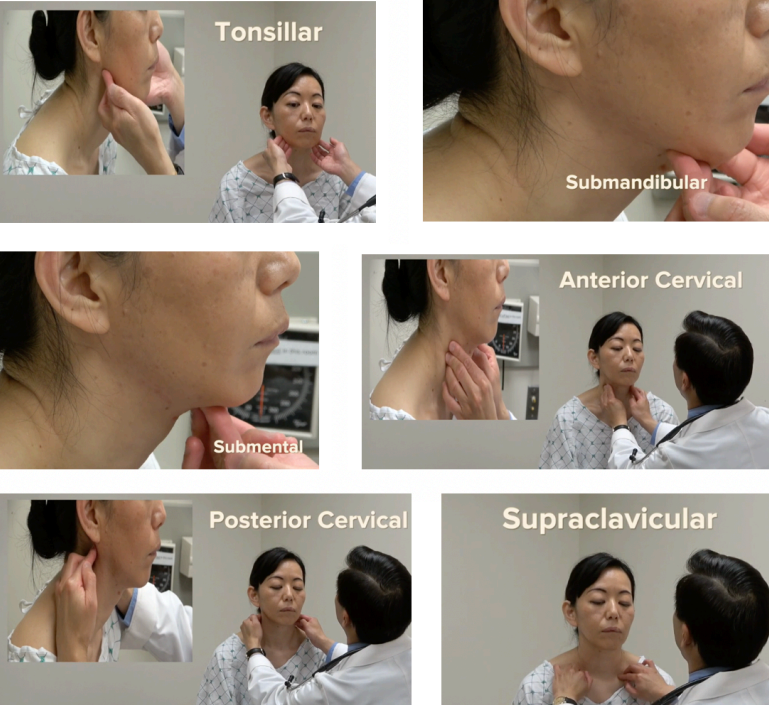 Tonsillar
Submandibular
Submental
Anterior Cervical
Posterior Cervical
Supraclavicular